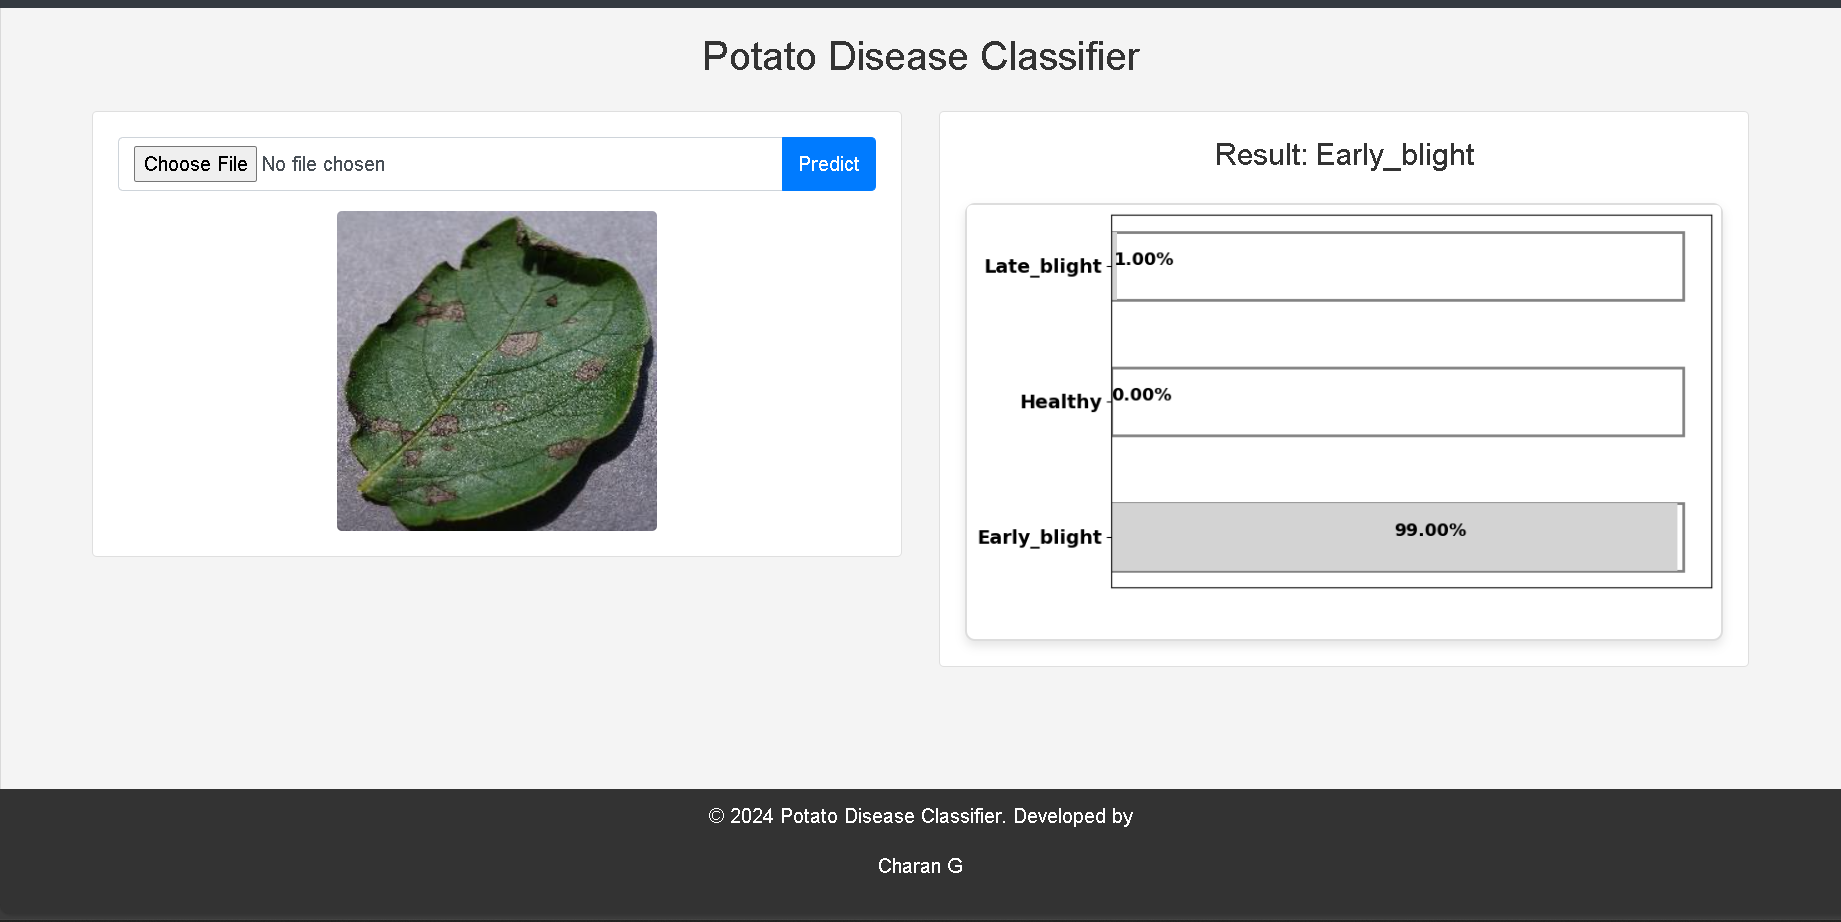 Potato Disease Classifier
Choose File No file chosen
Predict
Result: Early_blight
Late_blight 1.00%
Healthy 0.00%
Early_blight 99.00%
© 2024 Potato Disease Classifier. Developed by
Charan G